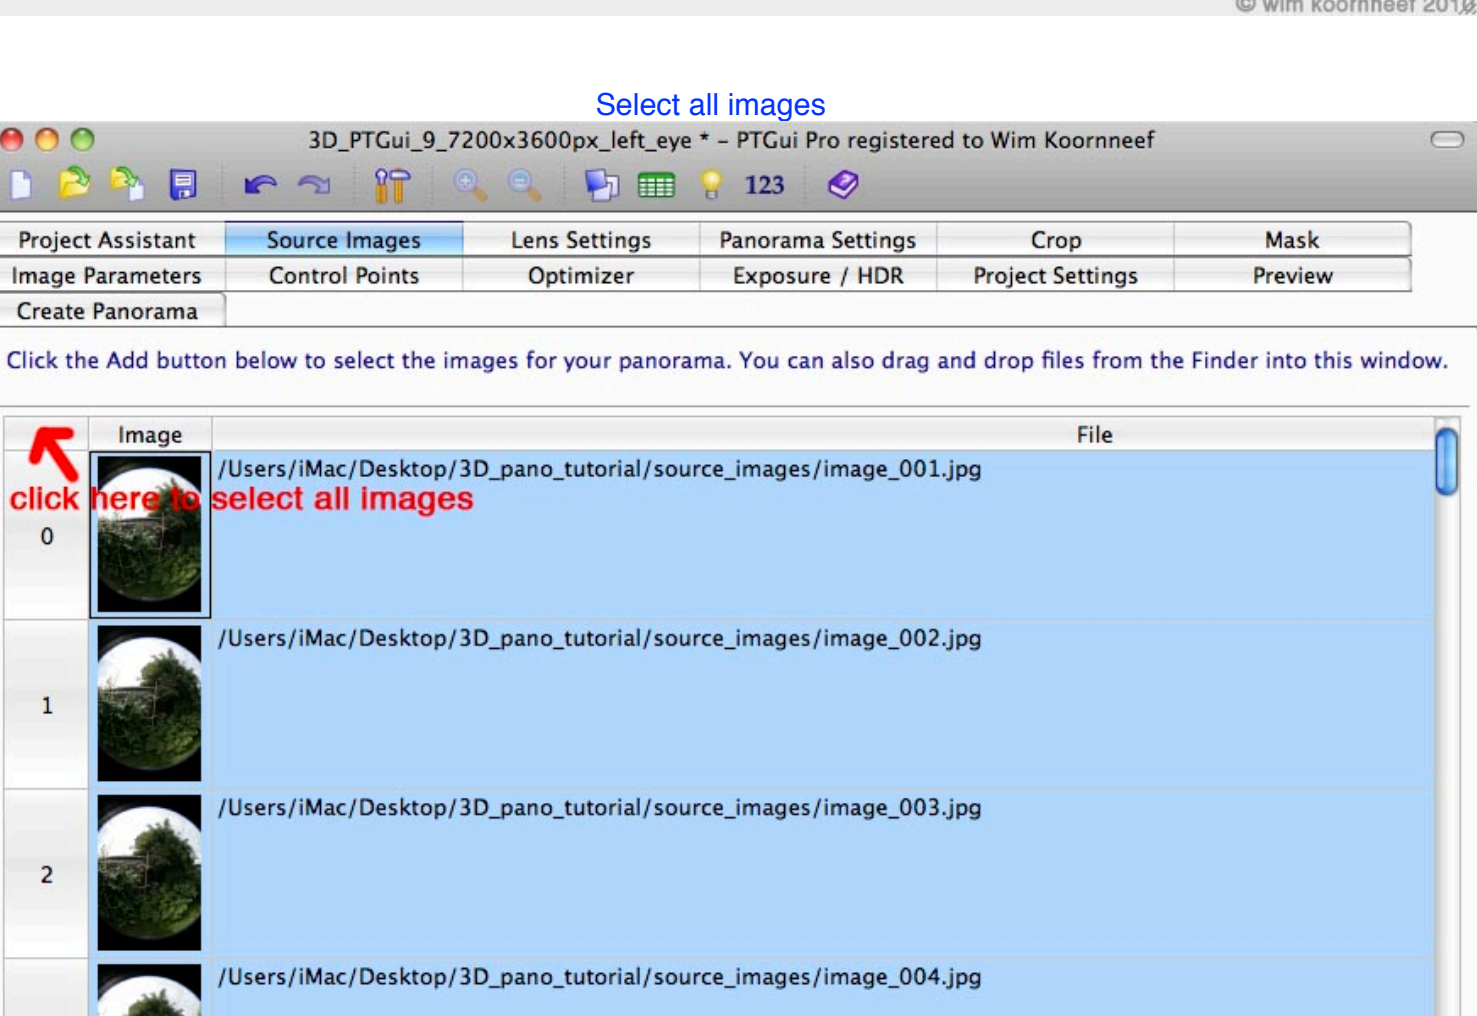 © wim koornneef 2010
Select all images
3D_PTGui_9_7200x3600px_left_eye * – PTGui Pro registered to Wim Koornneef
123
Project Assistant Source Images Lens Settings Panorama Settings Crop Mask
Image Parameters Control Points Optimizer Exposure / HDR Project Settings Preview
Create Panorama
Click the Add button below to select the images for your panorama. You can also drag and drop files from the Finder into this window.
Image File
/Users/iMac/Desktop/3D_pano_tutorial/source_images/image_001.jpg
click here to select all images
0
/Users/iMac/Desktop/3D_pano_tutorial/source_images/image_002.jpg
1
/Users/iMac/Desktop/3D_pano_tutorial/source_images/image_003.jpg
2
/Users/iMac/Desktop/3D_pano_tutorial/source_images/image_004.jpg